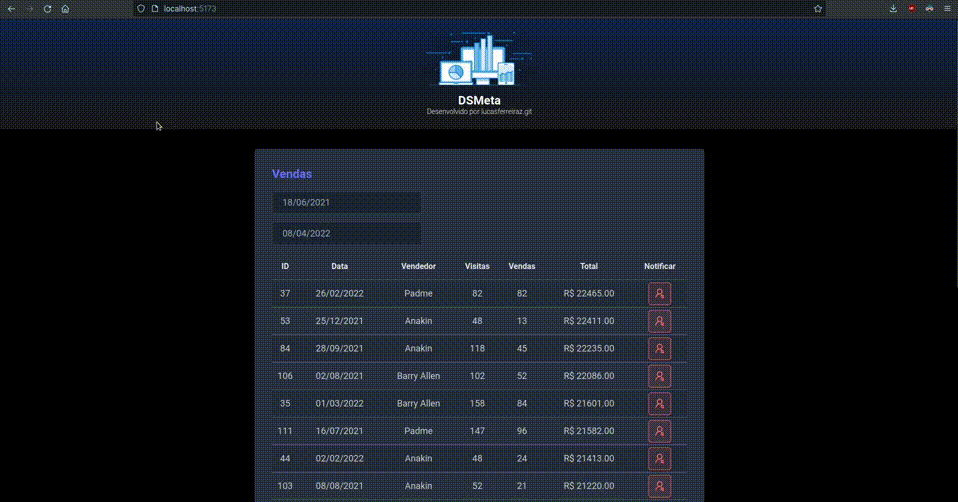 localhost:5173
DSMeta
Desenvolvido por lucasferreiraz.git
Vendas
18/06/2021
08/04/2022
ID Data Vendedor Visitas Vendas Total Notificar
37 26/02/2022 Padme 82 82 R$ 22465.00
53 25/12/2021 Anakin 48 13 R$ 22411.00
84 28/09/2021 Anakin 118 45 R$ 22235.00
106 02/08/2021 Barry Allen 102 52 R$ 22086.00
35 01/03/2022 Barry Allen 158 84 R$ 21601.00
111 16/07/2021 Padme 147 96 R$ 21582.00
44 02/02/2022 Anakin 48 24 R$ 21413.00
103 08/08/2021 Anakin 52 21 R$ 21220.00